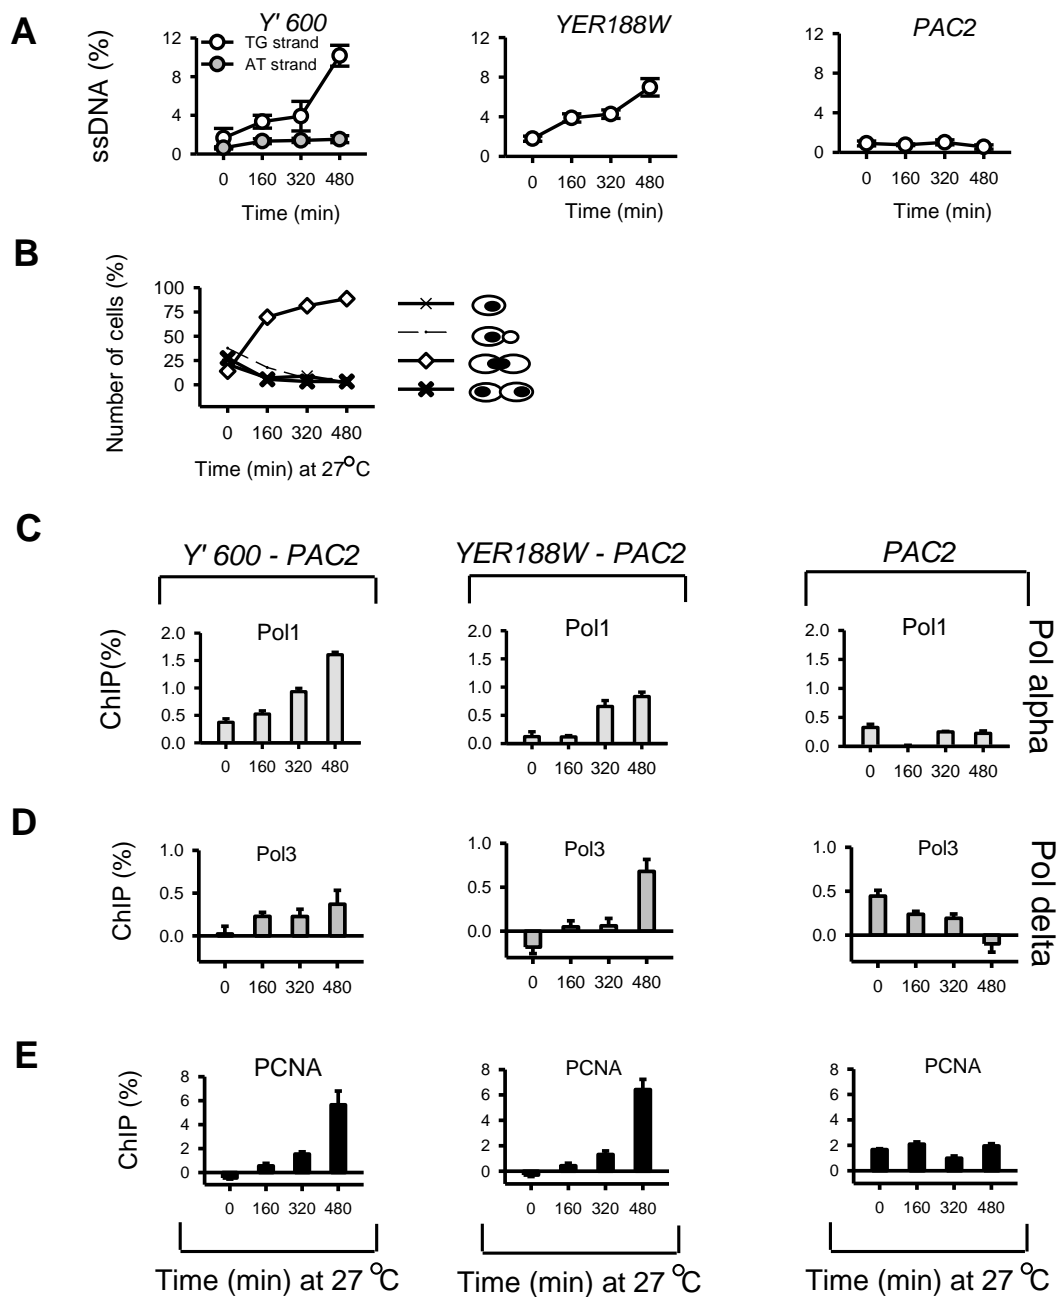 A
Y' 600
YER188W
PAC2
ssDNA (%)
12
8
4
0
TG strand
AT strand
0 160 320 480
Time (min)
12
8
4
0
0 160 320 480
Time (min)
12
8
4
0
0 160 320 480
Time (min)
B
Number of cells (%)
100
75
50
25
0
0 160 320 480
Time (min) at 27°C
C
Y' 600 - PAC2
YER188W - PAC2
PAC2
ChIP(%)
Pol1
2.0
1.5
1.0
0.5
0.0
0 160 320 480
Pol1
2.0
1.5
1.0
0.5
0.0
0 160 320 480
Pol1
2.0
1.5
1.0
0.5
0.0
0 160 320 480
Pol alpha
D
ChIP (%)
Pol3
1.0
0.5
0.0
0 160 320 480
Pol3
1.0
0.5
0.0
0 160 320 480
Pol3
1.0
0.5
0.0
0 160 320 480
Pol delta
E
ChIP (%)
PCNA
8
6
4
2
0
0 160 320 480
PCNA
8
6
4
2
0
0 160 320 480
PCNA
8
6
4
2
0
0 160 320 480
Time (min) at 27 °C
Time (min) at 27 °C
Time (min) at 27 °C